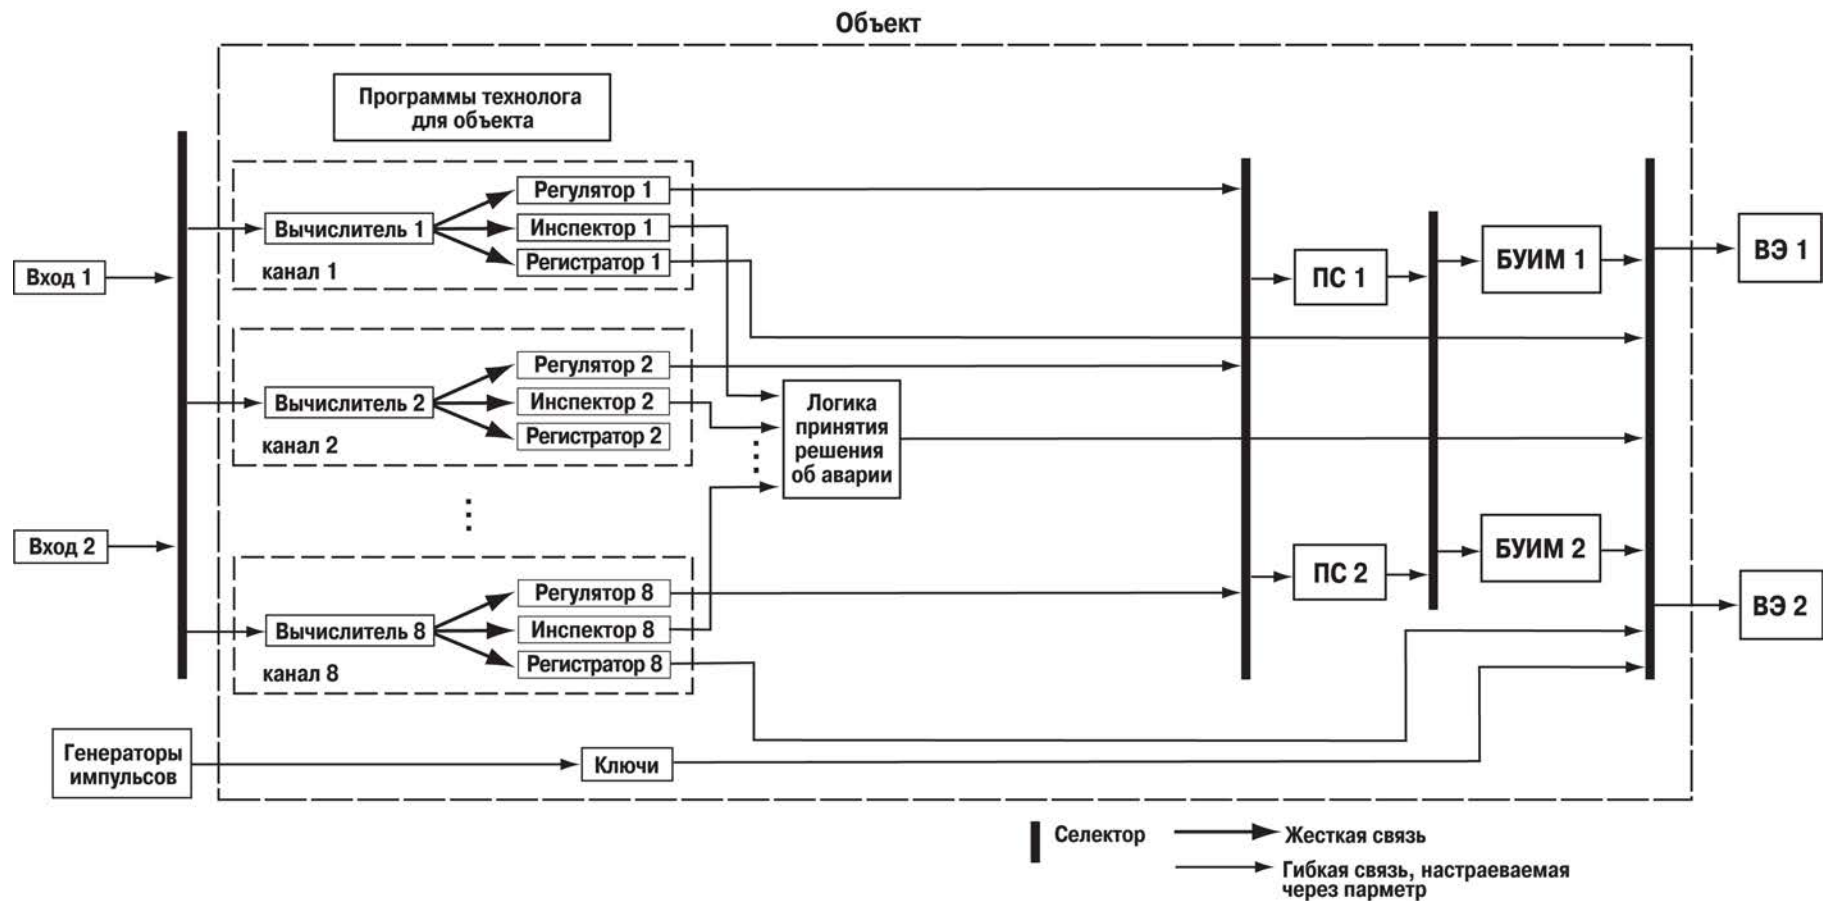 Объект
Программы технолога
для объекта
Регулятор 1
Вычислитель 1
Инспектор 1
Регистратор 1
канал 1
Вход 1
ПС 1
БУИМ 1
ВЭ 1
Регулятор 2
Вычислитель 2
Инспектор 2
Регистратор 2
канал 2
Логика
принятия
решения
об аварии
Вход 2
ПС 2
БУИМ 2
ВЭ 2
Регулятор 8
Вычислитель 8
Инспектор 8
Регистратор 8
канал 8
Генераторы
импульсов
Ключи
Селектор
Жесткая связь
Гибкая связь, настраеваемая
через парметр